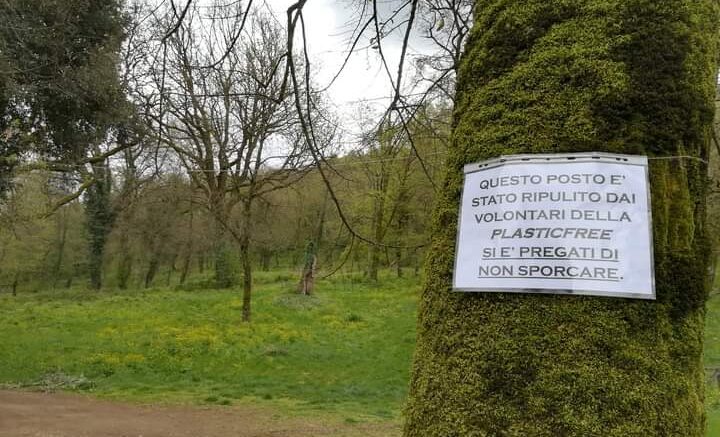 QUESTO POSTO E'
STATO RIPULITO DAI
VOLONTARI DELLA
PLASTICFREE
SI E' PREGATI DI
NON SPORCARE.